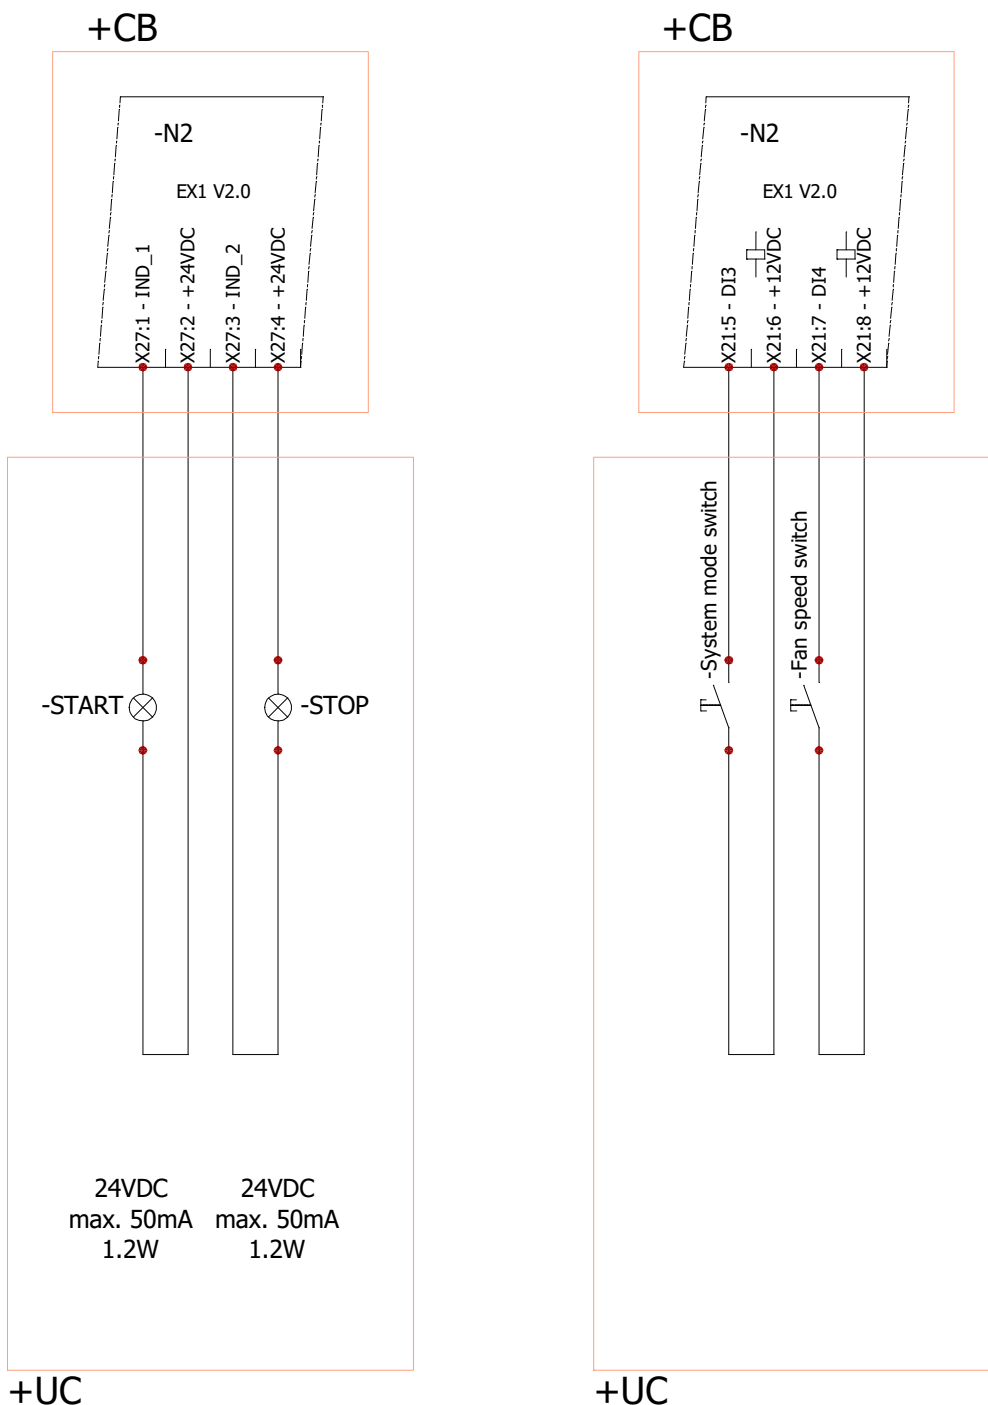 +CB
-N2
EX1 V2.0
X27:1 - IND_1
X27:2 - +24VDC
X27:3 - IND_2
X27:4 - +24VDC
-START
-STOP
24VDC
max. 50mA
1.2W
24VDC
max. 50mA
1.2W
+UC
+CB
-N2
EX1 V2.0
X21:5 - DI3
X21:6 - +12VDC
X21:7 - DI4
X21:8 - +12VDC
-System mode switch
-Fan speed switch
+UC